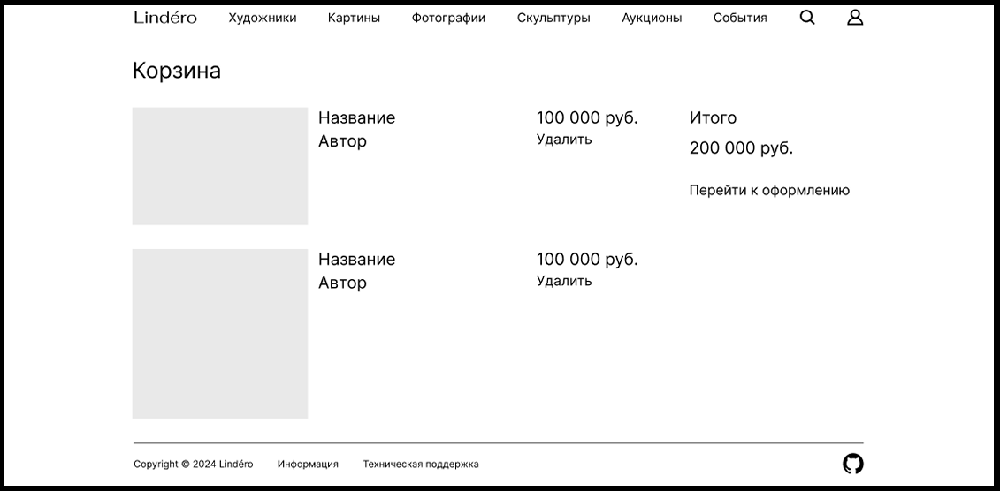 Lindéro Художники Картины Фотографии Скульптуры Аукционы События
Корзина
Название
Автор
100 000 руб.
Удалить
Итого
200 000 руб.
Перейти к оформлению
Название
Автор
100 000 руб.
Удалить
Copyright © 2024 Lindéro Информация Техническая поддержка